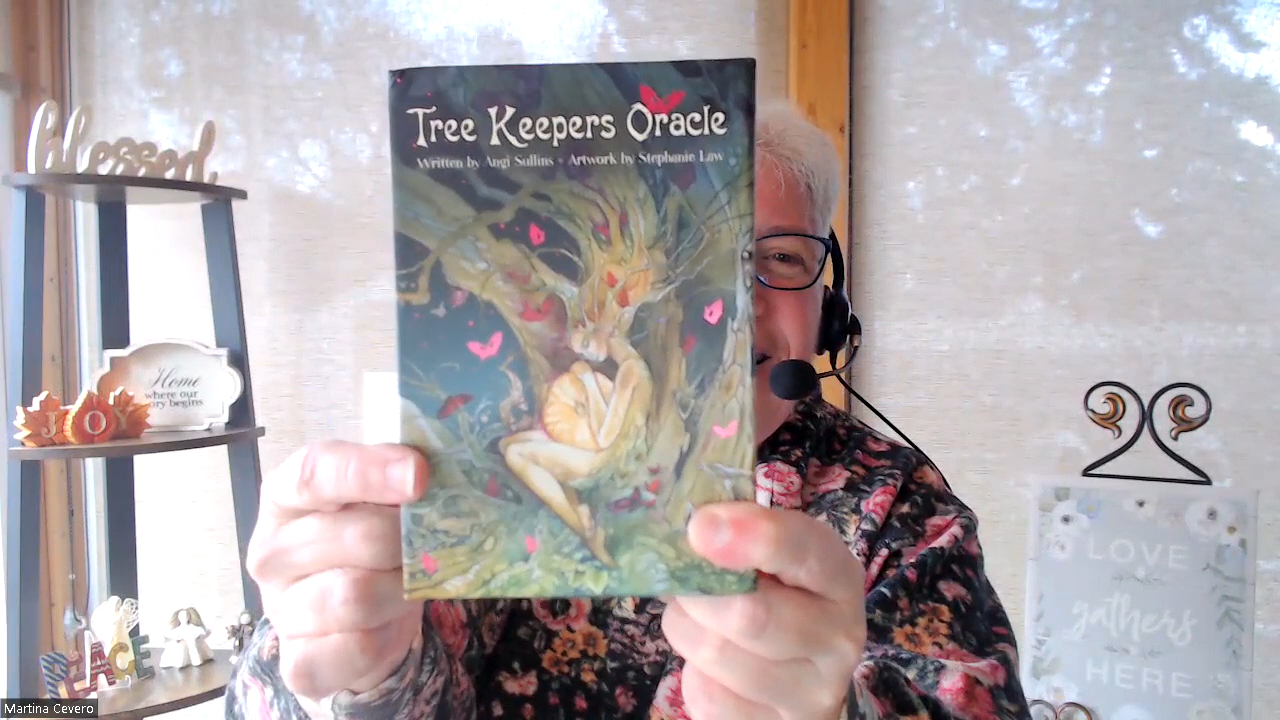 Tree Keepers Oracle
Written by Angi Sullins • Artwork by Stephanie Law
blessed
Home
where our
ory begins
JOY
PEACE
LOVE
gathers
HERE
Martina Cevero